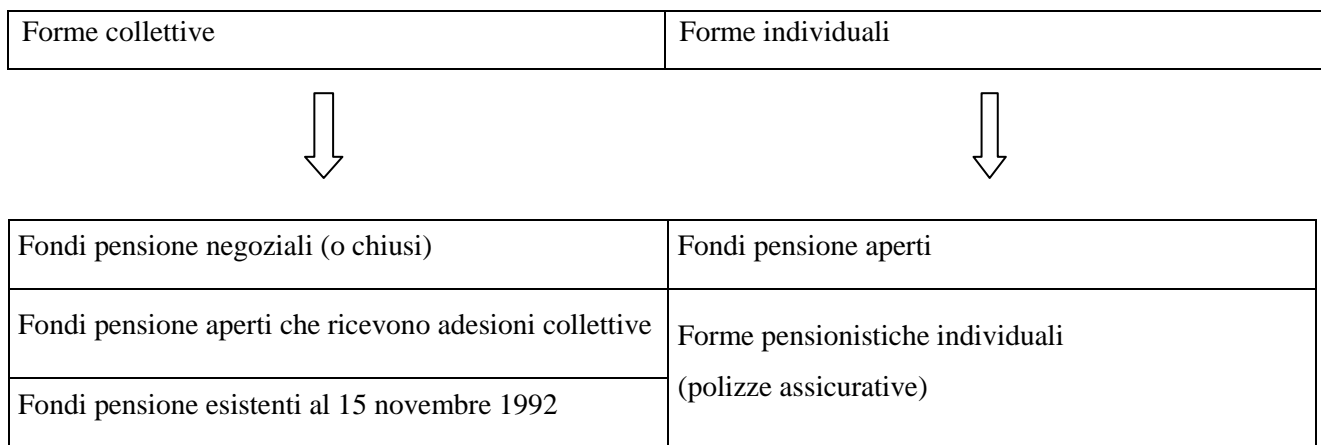 Forme collettive
Forme individuali
Fondi pensione negoziali (o chiusi)
Fondi pensione aperti
Fondi pensione aperti che ricevono adesioni collettive
Forme pensionistiche individuali
(polizze assicurative)
Fondi pensione esistenti al 15 novembre 1992